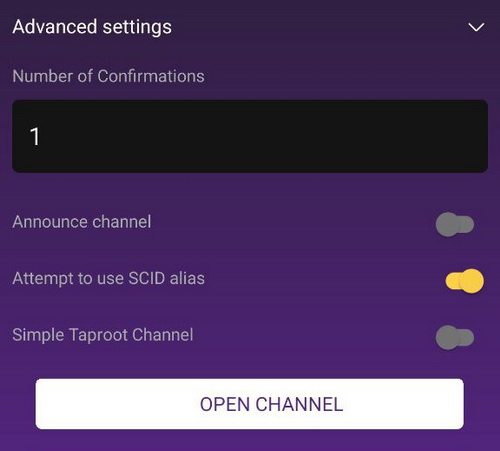 Advanced settings
Number of Confirmations
1
Announce channel
Attempt to use SCID alias
Simple Taproot Channel
OPEN CHANNEL